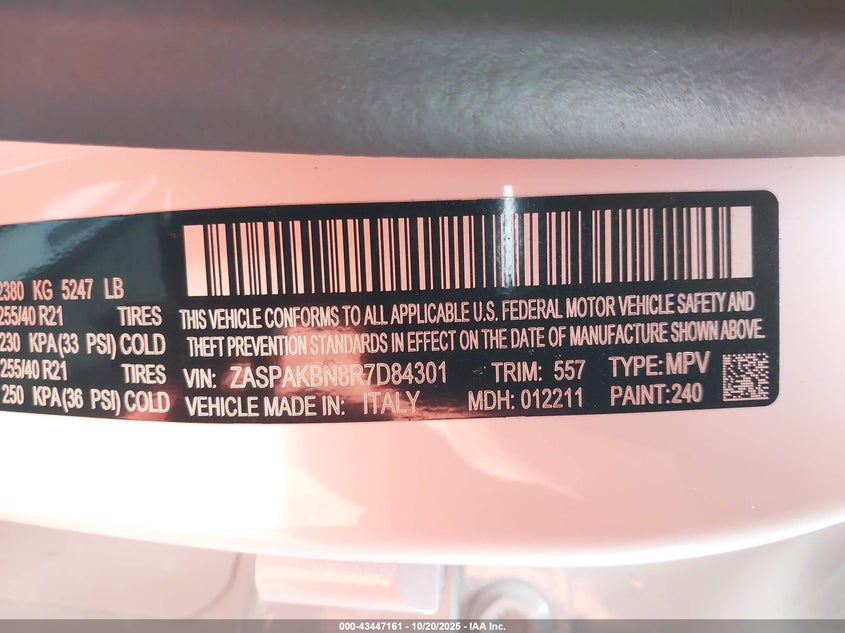 2380 KG 5247 LB
255/40 R21 TIRES
230 KPA(33 PSI) COLD
255/40 R21 TIRES
250 KPA(36 PSI) COLD
THIS VEHICLE CONFORMS TO ALL APPLICABLE U.S. FEDERAL MOTOR VEHICLE SAFETY AND
THEFT PREVENTION STANDARDS IN EFFECT ON THE DATE OF MANUFACTURE SHOWN ABOVE.
VIN: ZASPAKBN8R7D84301 TRIM: 557 TYPE: MPV
VEHICLE MADE IN: ITALY MDH: 012211 PAINT:240
000-43447161 - 10/20/2025 - IAA Inc.